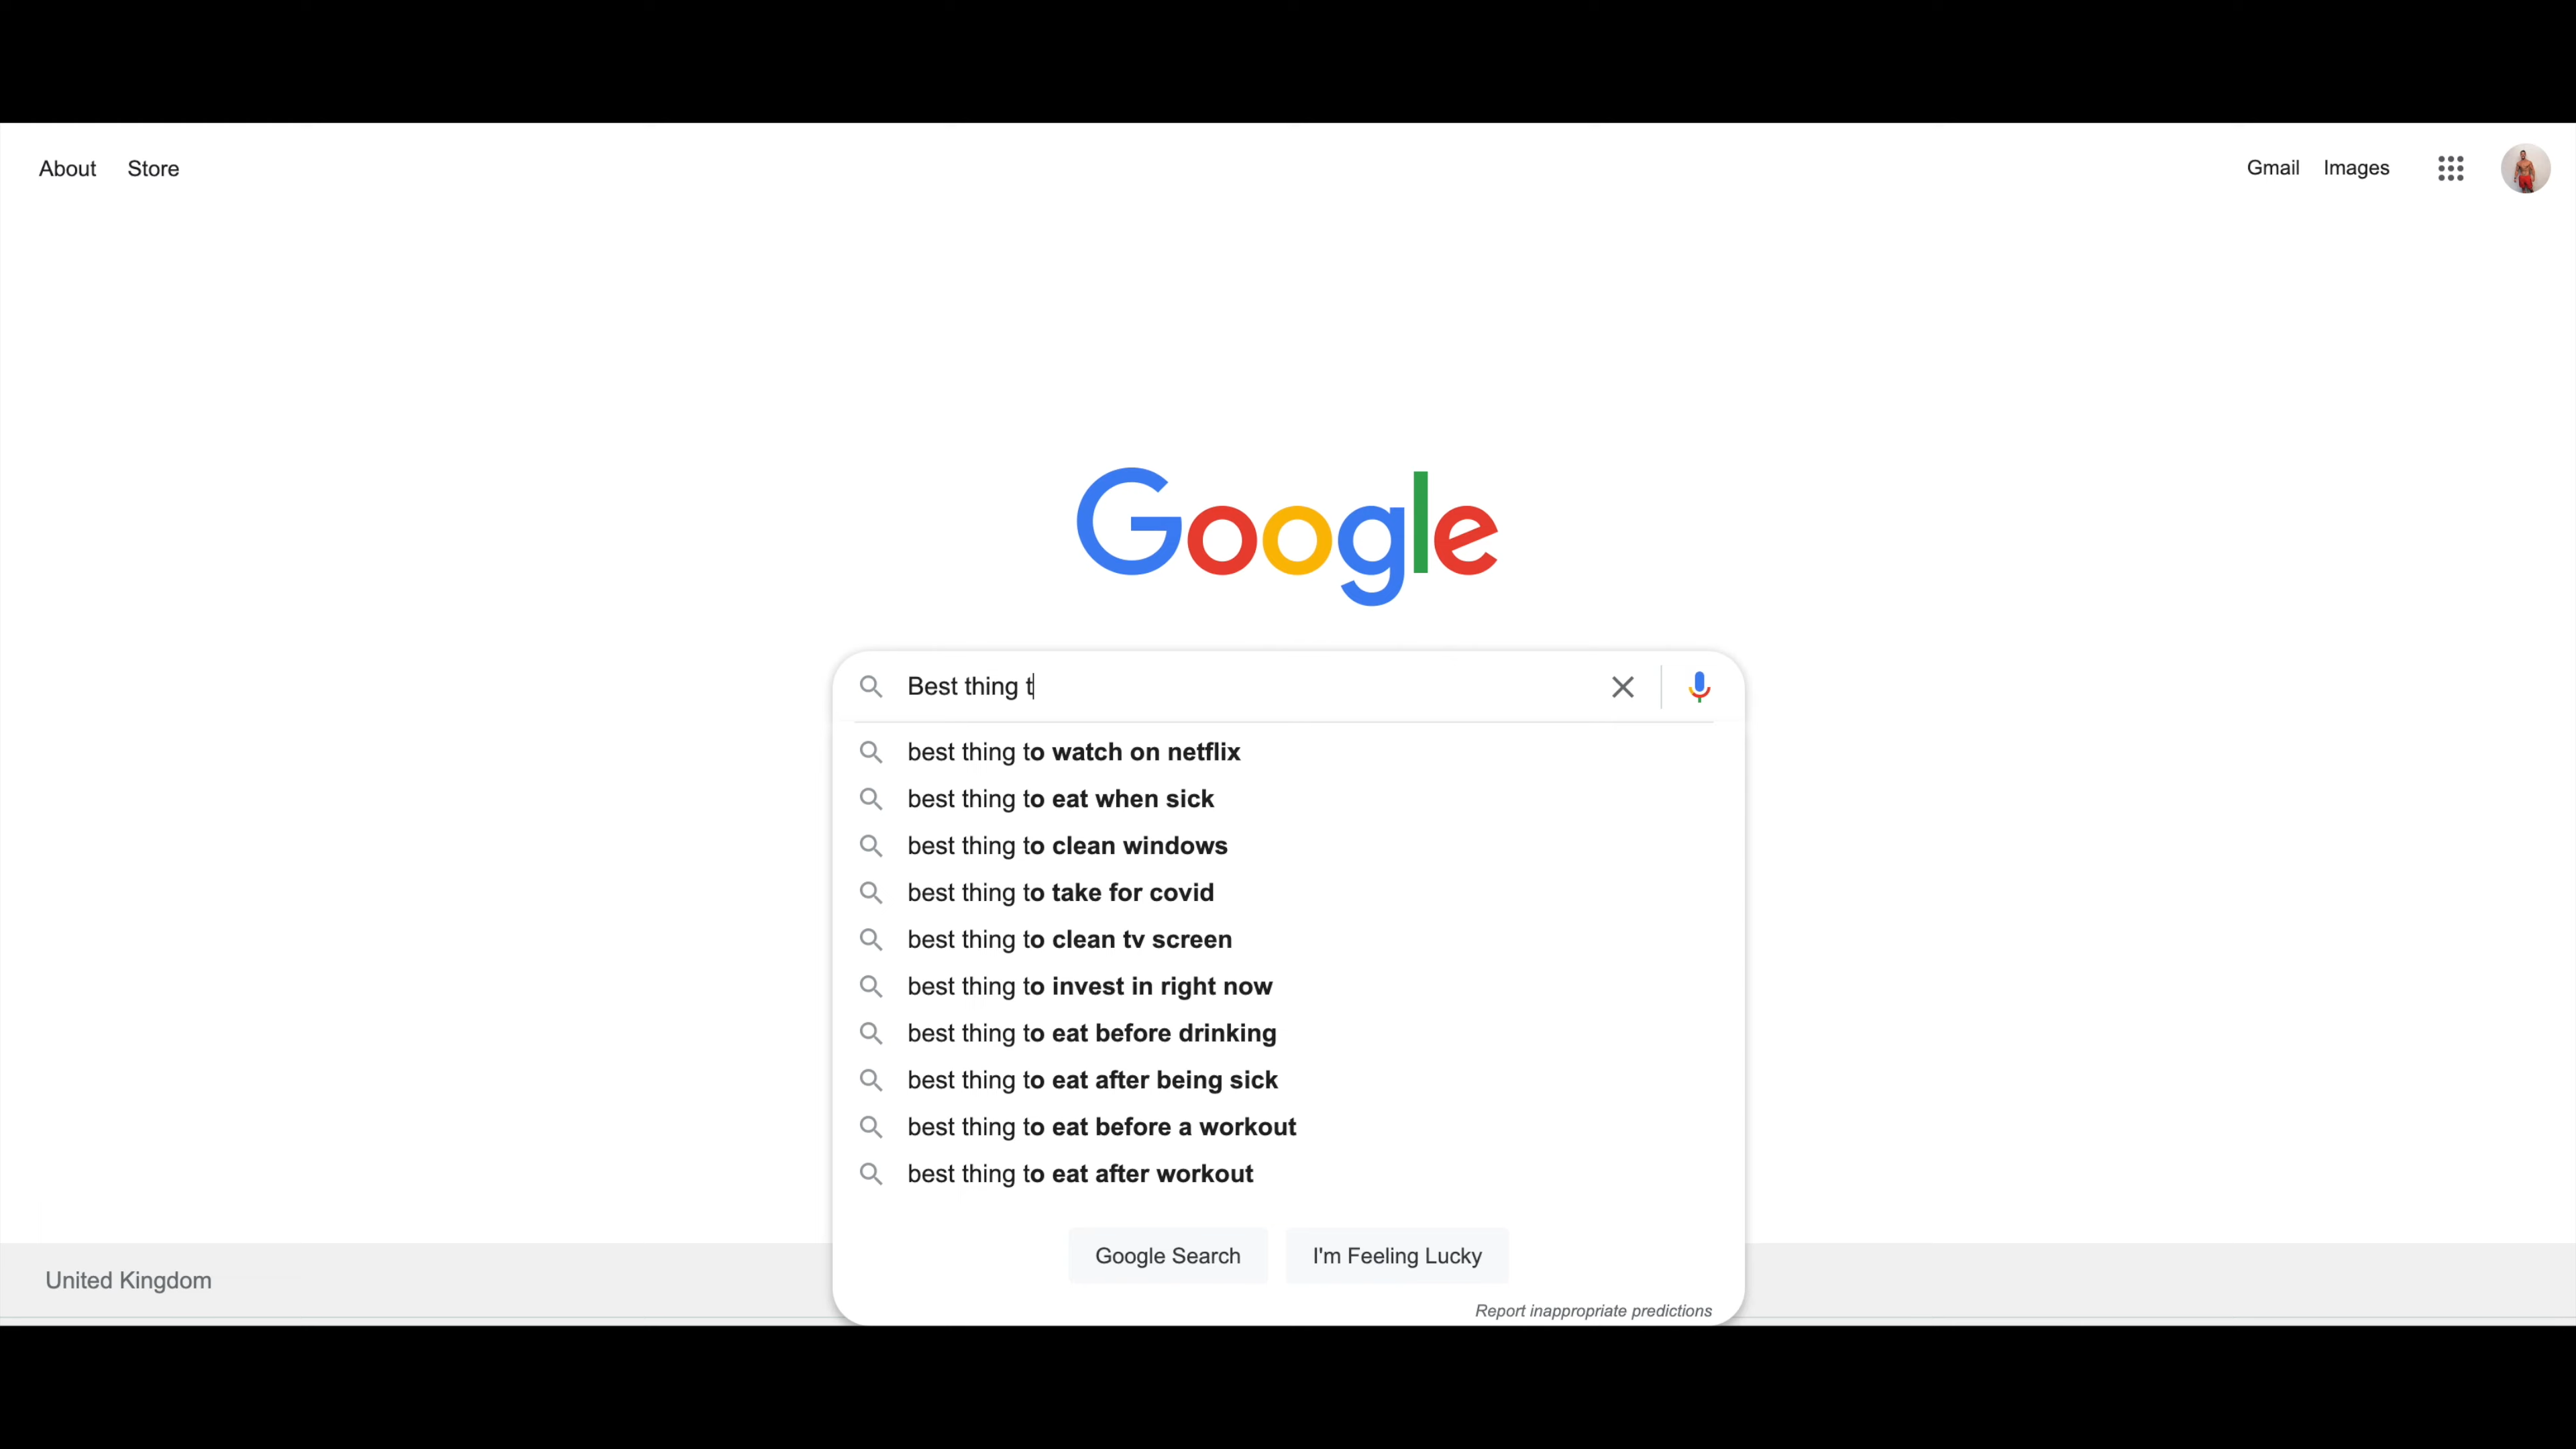 About Store
Gmail Images
Google
Best thing t
best thing to watch on netflix
best thing to eat when sick
best thing to clean windows
best thing to take for covid
best thing to clean tv screen
best thing to invest in right now
best thing to eat before drinking
best thing to eat after being sick
best thing to eat before a workout
best thing to eat after workout
Google Search I'm Feeling Lucky
United Kingdom
Report inappropriate predictions